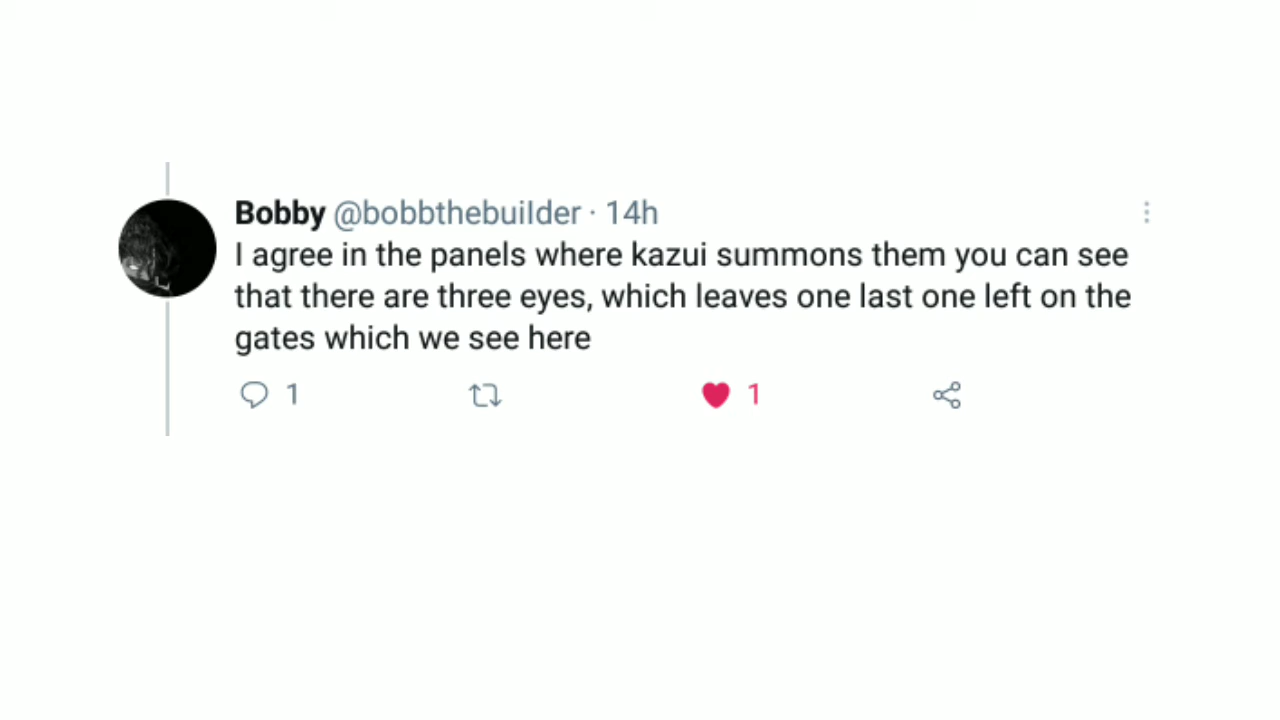 Bobby @bobbthebuilder · 14h
I agree in the panels where kazui summons them you can see
that there are three eyes, which leaves one last one left on the
gates which we see here
1 1